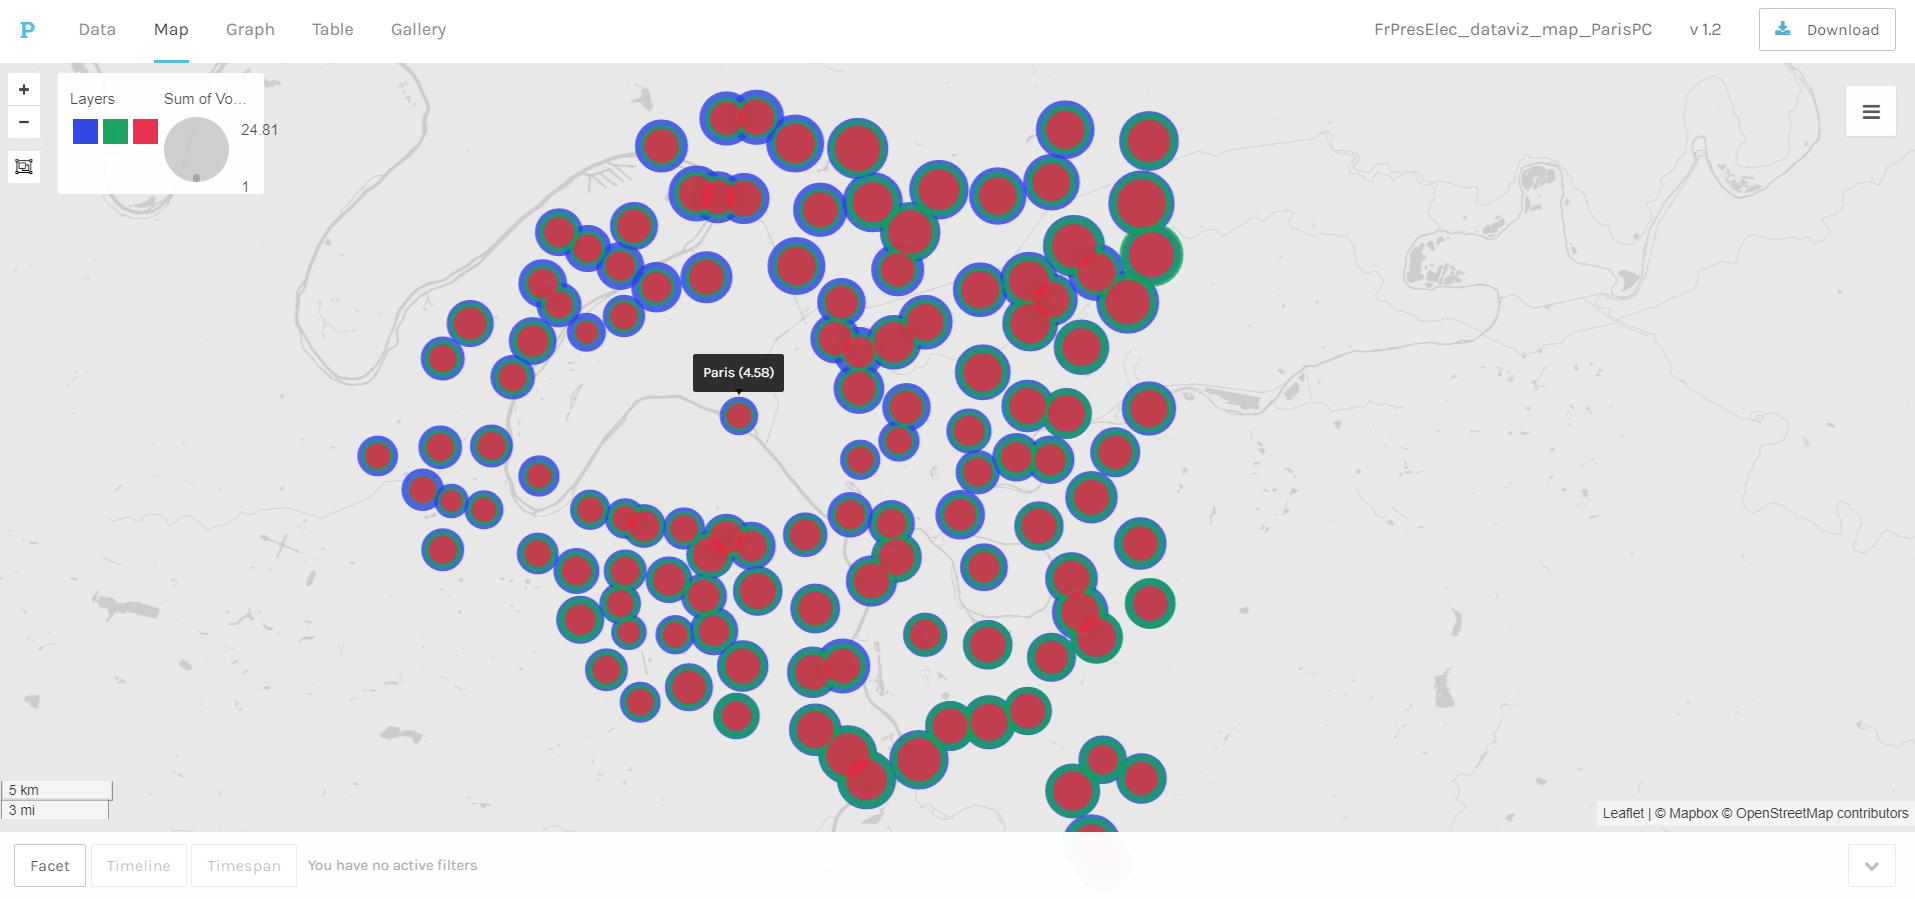 P
Data
Map
Graph
Table
Gallery
FrPresElec_dataviz_map_ParisPC
v 1.2
Download
+
−
Layers
Sum of Vo...
24.81
1
Paris (4.58)
5 km
3 mi
Leaflet | © Mapbox © OpenStreetMap contributors
Facet
Timeline
Timespan
You have no active filters